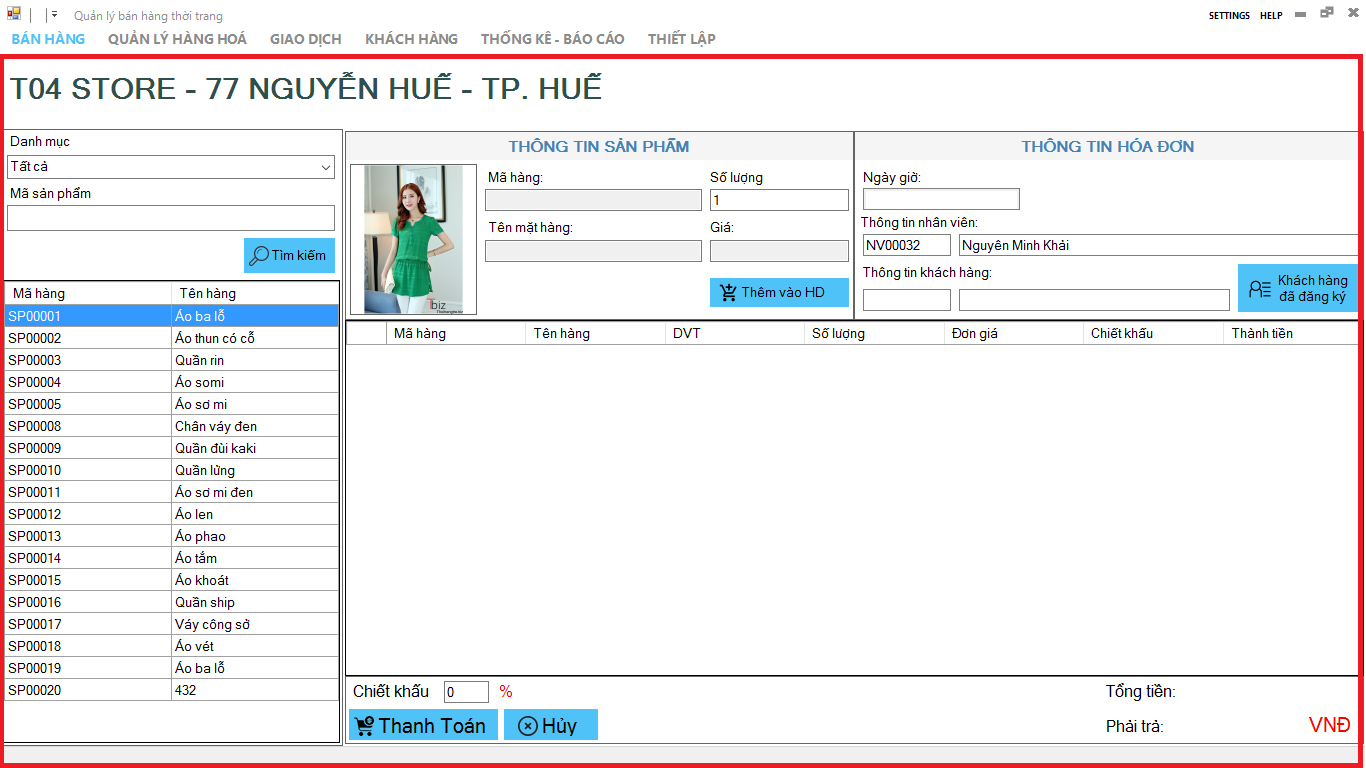 Quản lý bán hàng thời trang
SETTINGS HELP
BÁN HÀNG QUẢN LÝ HÀNG HOÁ GIAO DỊCH KHÁCH HÀNG THỐNG KÊ - BÁO CÁO THIẾT LẬP
T04 STORE - 77 NGUYỄN HUẾ - TP. HUẾ
Danh mục
Tất cả
Mã sản phẩm
Tìm kiếm
Mã hàng Tên hàng
SP00001 Áo ba lỗ
SP00002 Áo thun có cỗ
SP00003 Quần rin
SP00004 Áo somi
SP00005 Áo sơ mi
SP00008 Chân váy đen
SP00009 Quần đùi kaki
SP00010 Quần lửng
SP00011 Áo sơ mi đen
SP00012 Áo len
SP00013 Áo phao
SP00014 Áo tắm
SP00015 Áo khoát
SP00016 Quần ship
SP00017 Váy công sở
SP00018 Áo vét
SP00019 Áo ba lỗ
SP00020 432
THÔNG TIN SẢN PHẨM
Mã hàng: Số lượng
1
Tên mặt hàng: Giá:
Thêm vào HD
THÔNG TIN HÓA ĐƠN
Ngày giờ:
Thông tin nhân viên:
NV00032 Nguyên Minh Khải
Thông tin khách hàng:
Khách hàng
đã đăng ký
Mã hàng Tên hàng DVT Số lượng Đơn giá Chiết khấu Thành tiền
Chiết khấu 0 %
Tổng tiền:
Thanh Toán Hủy
Phải trả: VNĐ